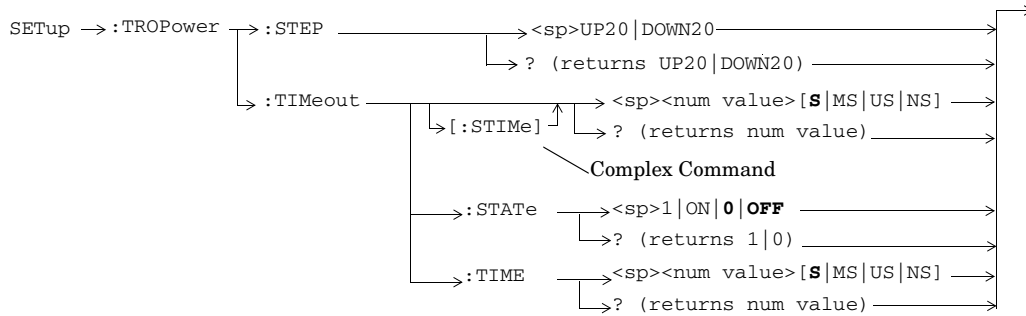 SETup :TROPower :STEP <sp>UP20|DOWN20
? (returns UP20|DOWN20)
:TIMeout <sp><num value>[S|MS|US|NS]
[:STIMe] ? (returns num value)
Complex Command
:STATe <sp>1|ON|0|OFF
? (returns 1|0)
:TIME <sp><num value>[S|MS|US|NS]
? (returns num value)